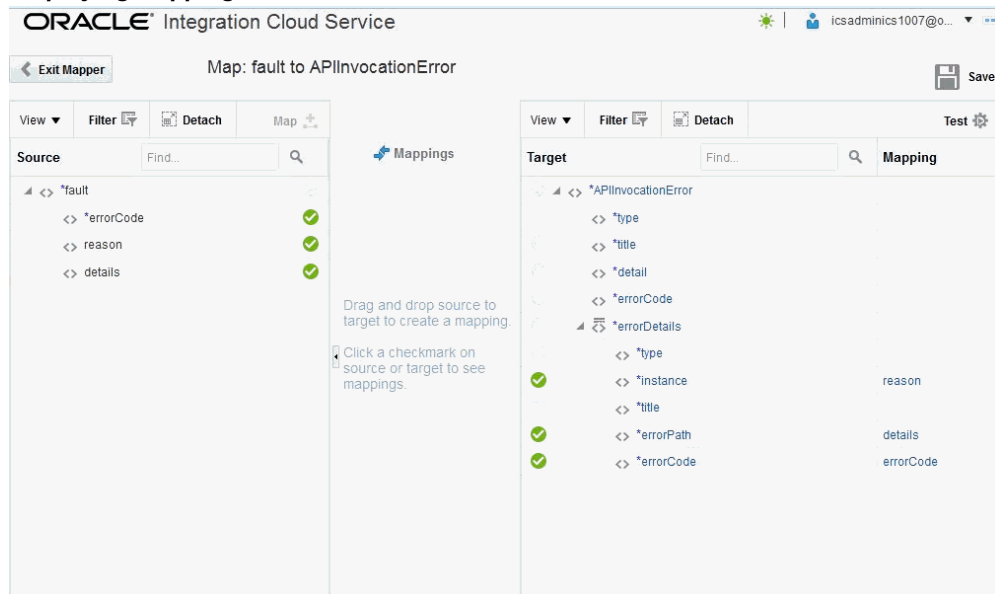 ORACLE® Integration Cloud Service
icsadminics1007@o...
Exit Mapper
Map: fault to APIInvocationError
Save
View Filter Detach Map
View Filter Detach Test
Source Find...
Mappings
Target Find... Mapping
*fault
*errorCode
reason
details
Drag and drop source to
target to create a mapping.
Click a checkmark on
source or target to see
mappings.
*APIInvocationError
*type
*title
*detail
*errorCode
*errorDetails
*type
*instance reason
*title
*errorPath details
*errorCode errorCode